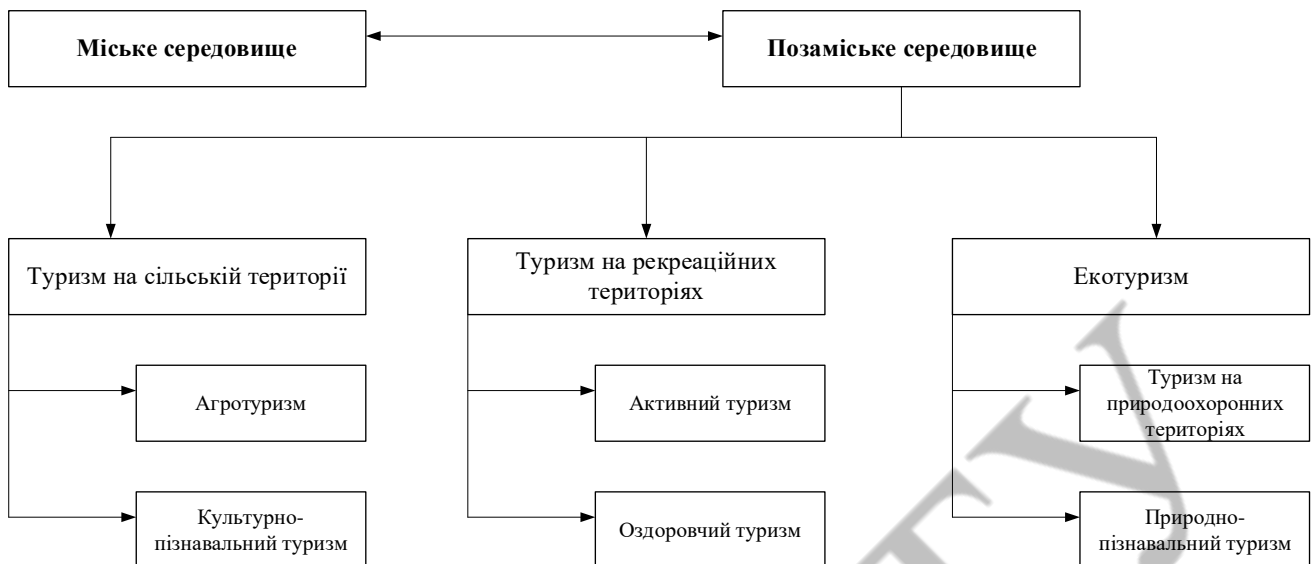 Міське середовище
Позаміське середовище
Туризм на сільській території
Туризм на рекреаційних
територіях
Екотуризм
Агротуризм
Активний туризм
Туризм на
природоохоронних
територіях
Культурно-
пізнавальний туризм
Оздоровчий туризм
Природно-
пізнавальний туризм